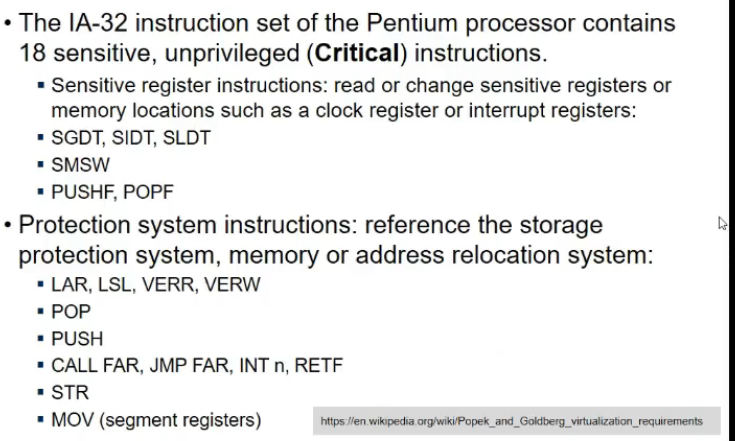 • The IA-32 instruction set of the Pentium processor contains
18 sensitive, unprivileged (Critical) instructions.
▪ Sensitive register instructions: read or change sensitive registers or
memory locations such as a clock register or interrupt registers:
▪ SGDT, SIDT, SLDT
▪ SMSW
▪ PUSHF, POPF
• Protection system instructions: reference the storage
protection system, memory or address relocation system:
▪ LAR, LSL, VERR, VERW
▪ POP
▪ PUSH
▪ CALL FAR, JMP FAR, INT n, RETF
▪ STR
▪ MOV (segment registers)
https://en.wikipedia.org/wiki/Popek_and_Goldberg_virtualization_requirements